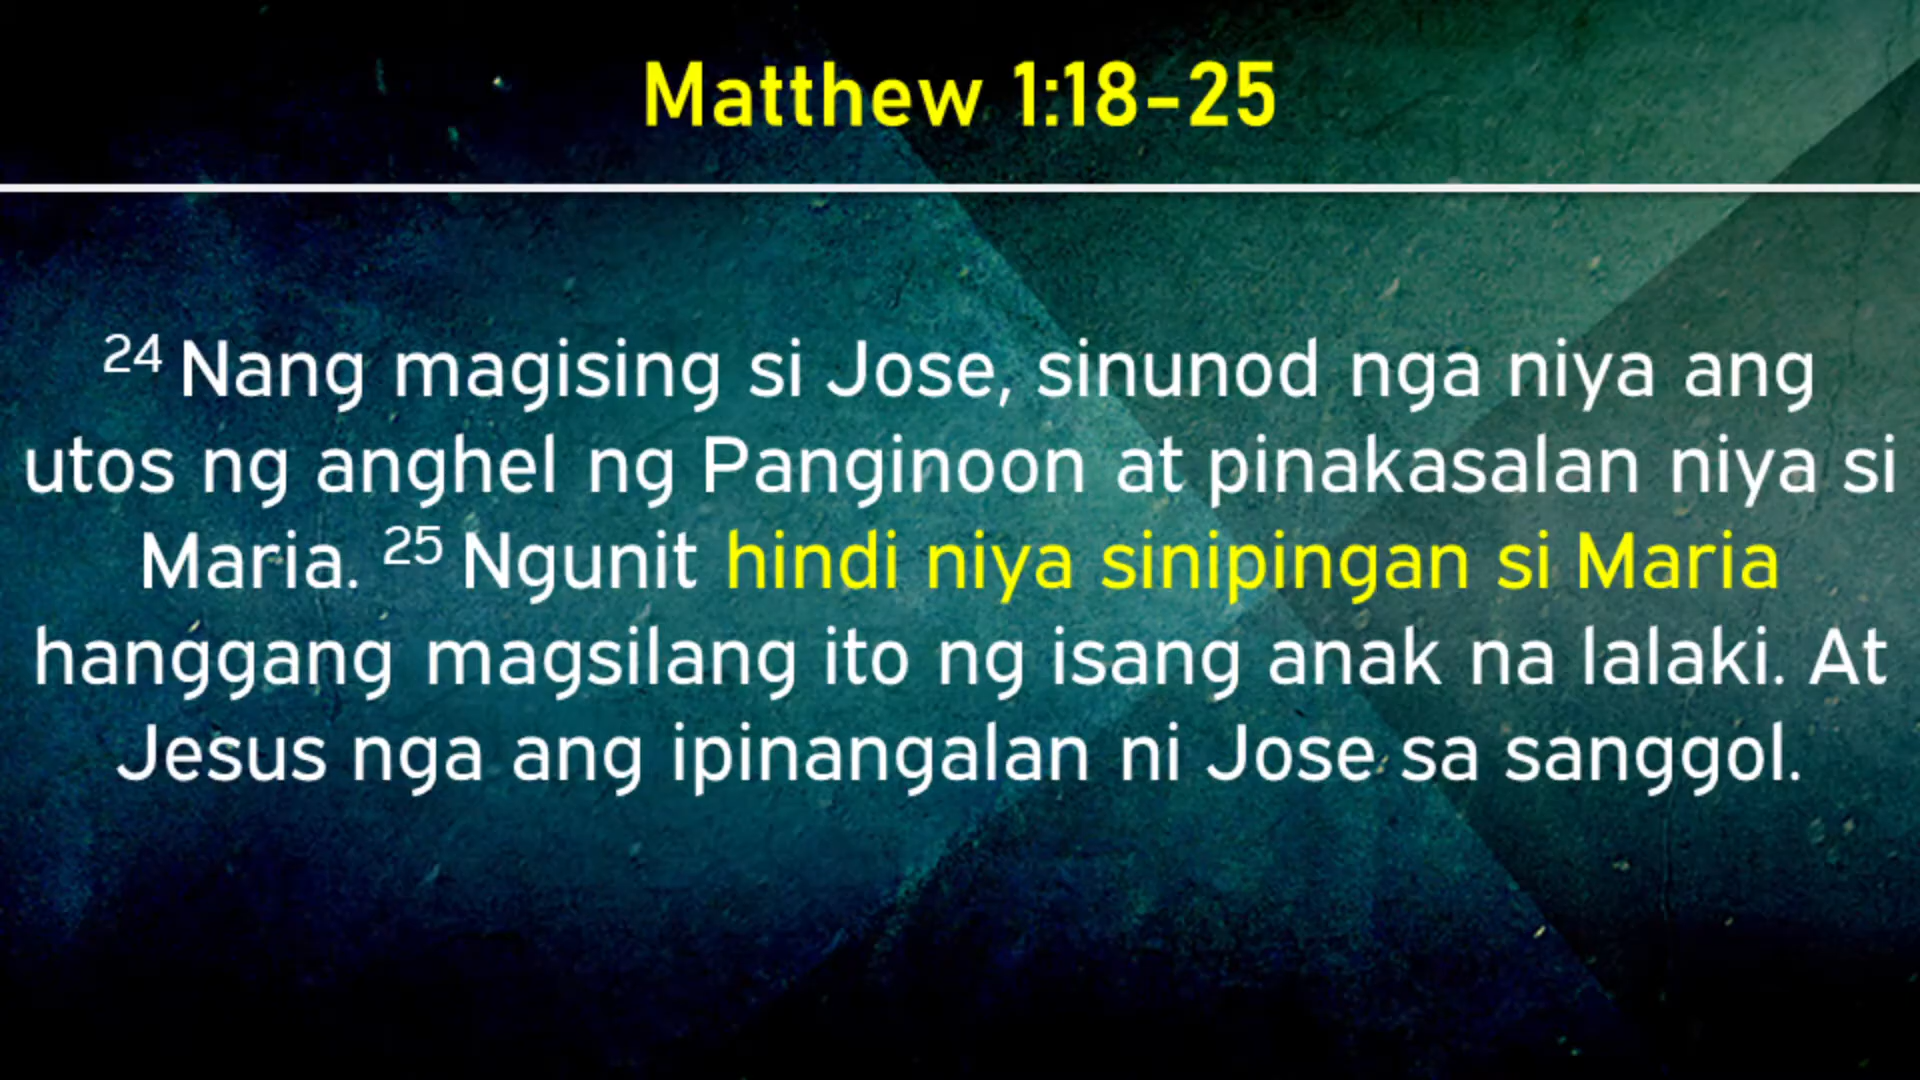 Matthew 1:18-25
24 Nang magising si Jose, sinunod nga niya ang
utos ng anghel ng Panginoon at pinakasalan niya si
Maria. 25 Ngunit hindi niya sinipingan si Maria
hanggang magsilang ito ng isang anak na lalaki. At
Jesus nga ang ipinangalan ni Jose sa sanggol.